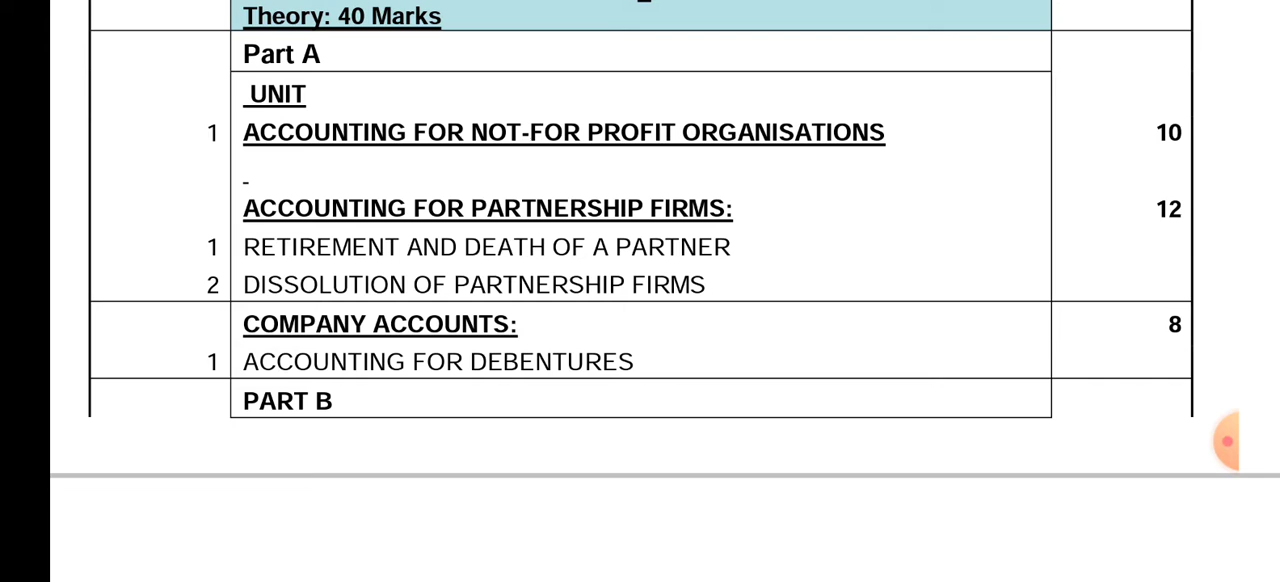 Theory: 40 Marks
Part A
UNIT
1 ACCOUNTING FOR NOT-FOR PROFIT ORGANISATIONS 10
-
ACCOUNTING FOR PARTNERSHIP FIRMS: 12
1 RETIREMENT AND DEATH OF A PARTNER
2 DISSOLUTION OF PARTNERSHIP FIRMS
COMPANY ACCOUNTS: 8
1 ACCOUNTING FOR DEBENTURES
PART B